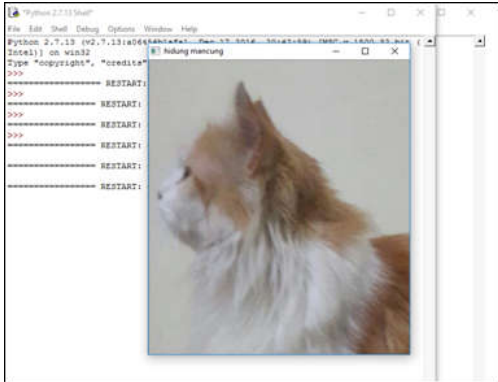 *Python 2.7.13 Shell*
File Edit Shell Debug Options Window Help
Python 2.7.13 (v2.7.13:a06454b1afa1, Dec 17 2016, 20:42:59) [MSC v.1500 32 bit (
Intel)] on win32
Type "copyright", "credits"
>>>
=================== RESTART:
>>>
=================== RESTART:
>>>
=================== RESTART:
>>>
=================== RESTART:
=================== RESTART:
=================== RESTART:
hidung mancung